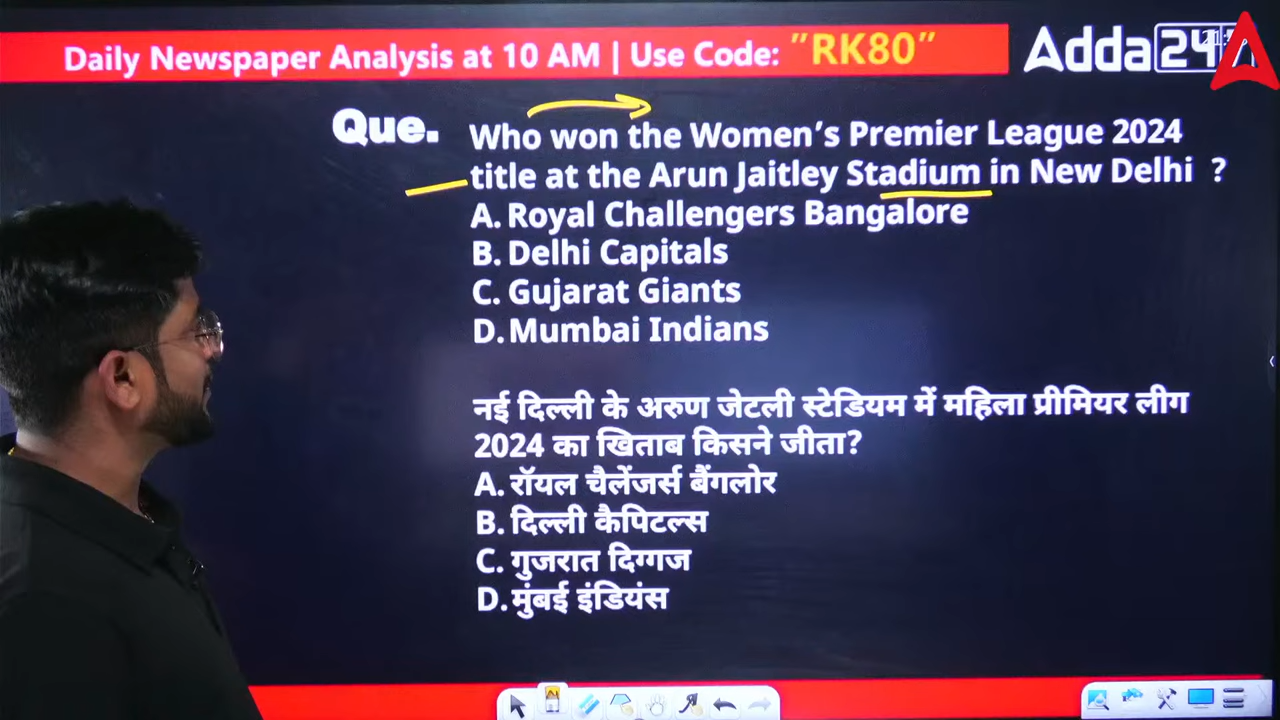 Daily Newspaper Analysis at 10 AM | Use Code: "RK80"
Adda247
Que. Who won the Women's Premier League 2024
title at the Arun Jaitley Stadium in New Delhi ?
A. Royal Challengers Bangalore
B. Delhi Capitals
C. Gujarat Giants
D. Mumbai Indians
नई दिल्ली के अरुण जेटली स्टेडियम में महिला प्रीमियर लीग
2024 का खिताब किसने जीता?
A. रॉयल चैलेंजर्स बैंगलोर
B. दिल्ली कैपिटल्स
C. गुजरात दिग्गज
D. मुंबई इंडियंस